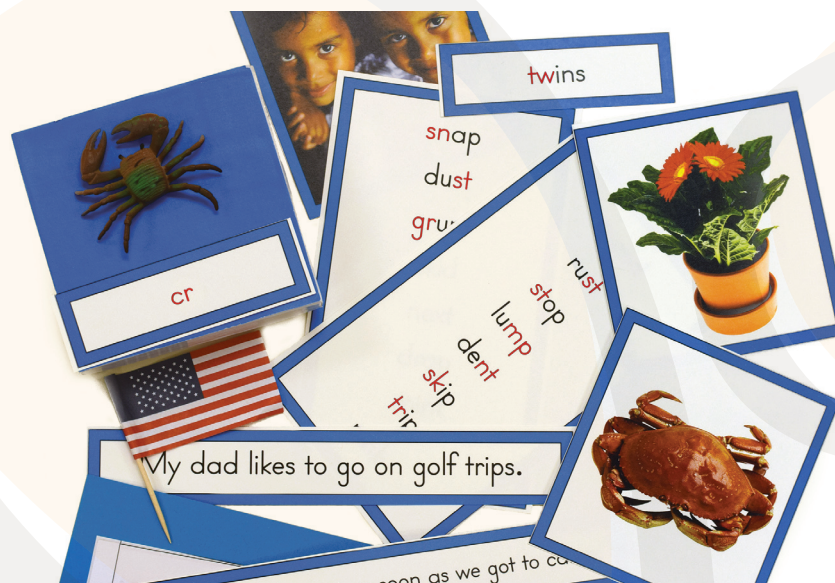 twins
snap
dust
cr
rust
stop
lump
dent
skip
My dad likes to go on golf trips.
as we got to